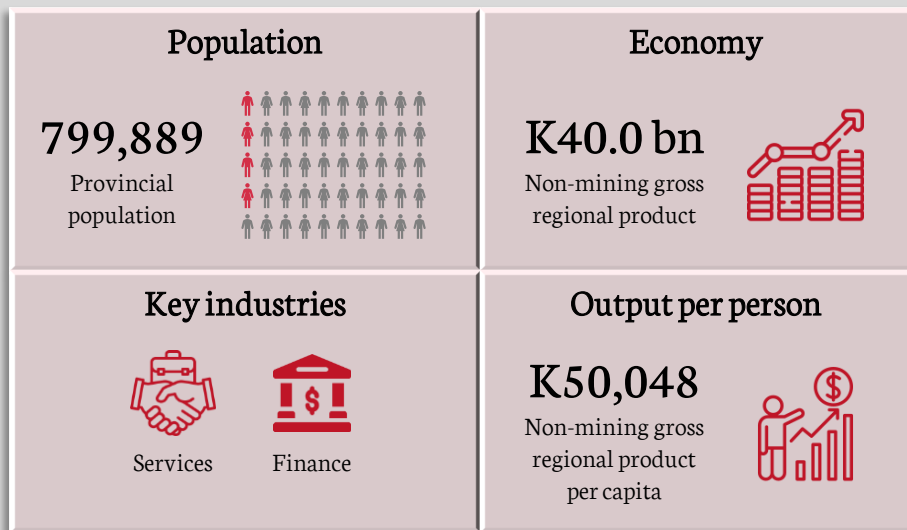 Population
799,889
Provincial
population
Economy
K40.0 bn
Non-mining gross
regional product
Key industries
$
Services
Finance
Output per person
K50,048
Non-mining gross
regional product
per capita
$